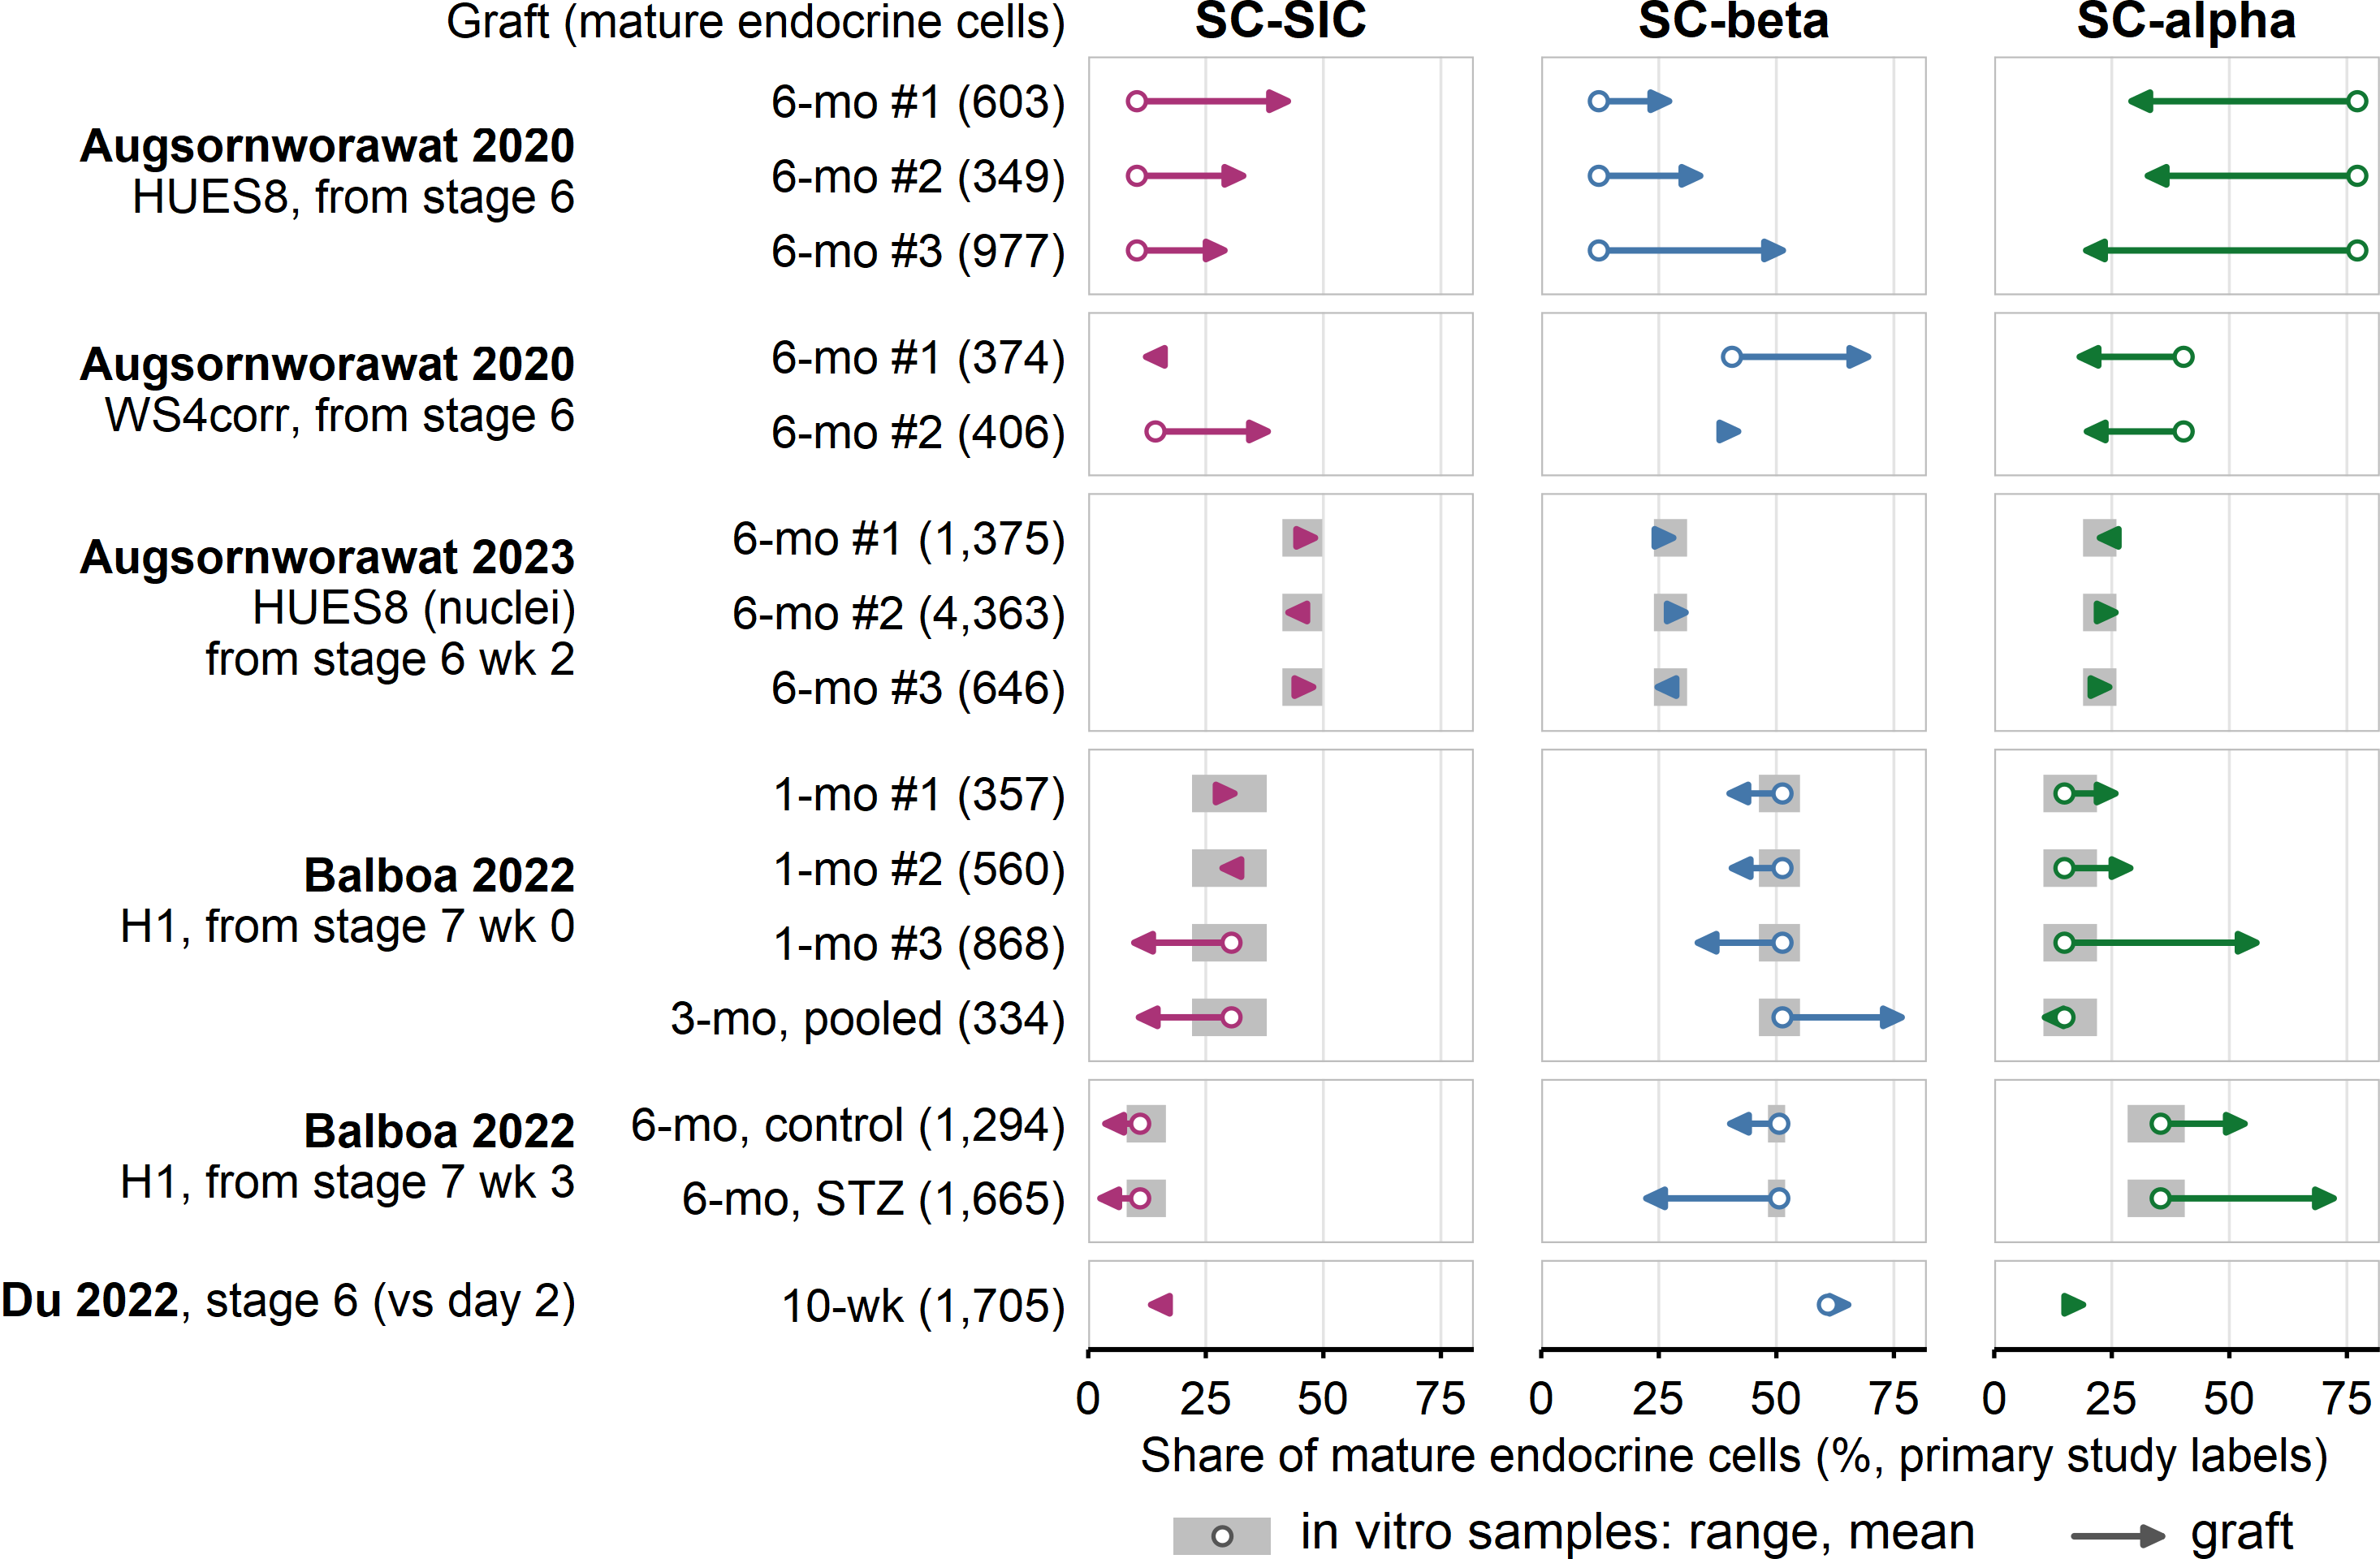 Graft (mature endocrine cells) SC-SIC SC-beta SC-alpha
6-mo #1 (603)
Augsornworawat 2020
6-mo #2 (349)
HUES8, from stage 6
6-mo #3 (977)
Augsornworawat 2020
6-mo #1 (374)
WS4corr, from stage 6
6-mo #2 (406)
6-mo #1 (1,375)
Augsornworawat 2023
HUES8 (nuclei)
6-mo #2 (4,363)
from stage 6 wk 2
6-mo #3 (646)
1-mo #1 (357)
1-mo #2 (560)
Balboa 2022
H1, from stage 7 wk 0
1-mo #3 (868)
3-mo, pooled (334)
Balboa 2022
6-mo, control (1,294)
H1, from stage 7 wk 3
6-mo, STZ (1,665)
Du 2022, stage 6 (vs day 2)
10-wk (1,705)
0 25 50 75 0 25 50 75 0 25 50 75
Share of mature endocrine cells (%, primary study labels)
in vitro samples: range, mean graft